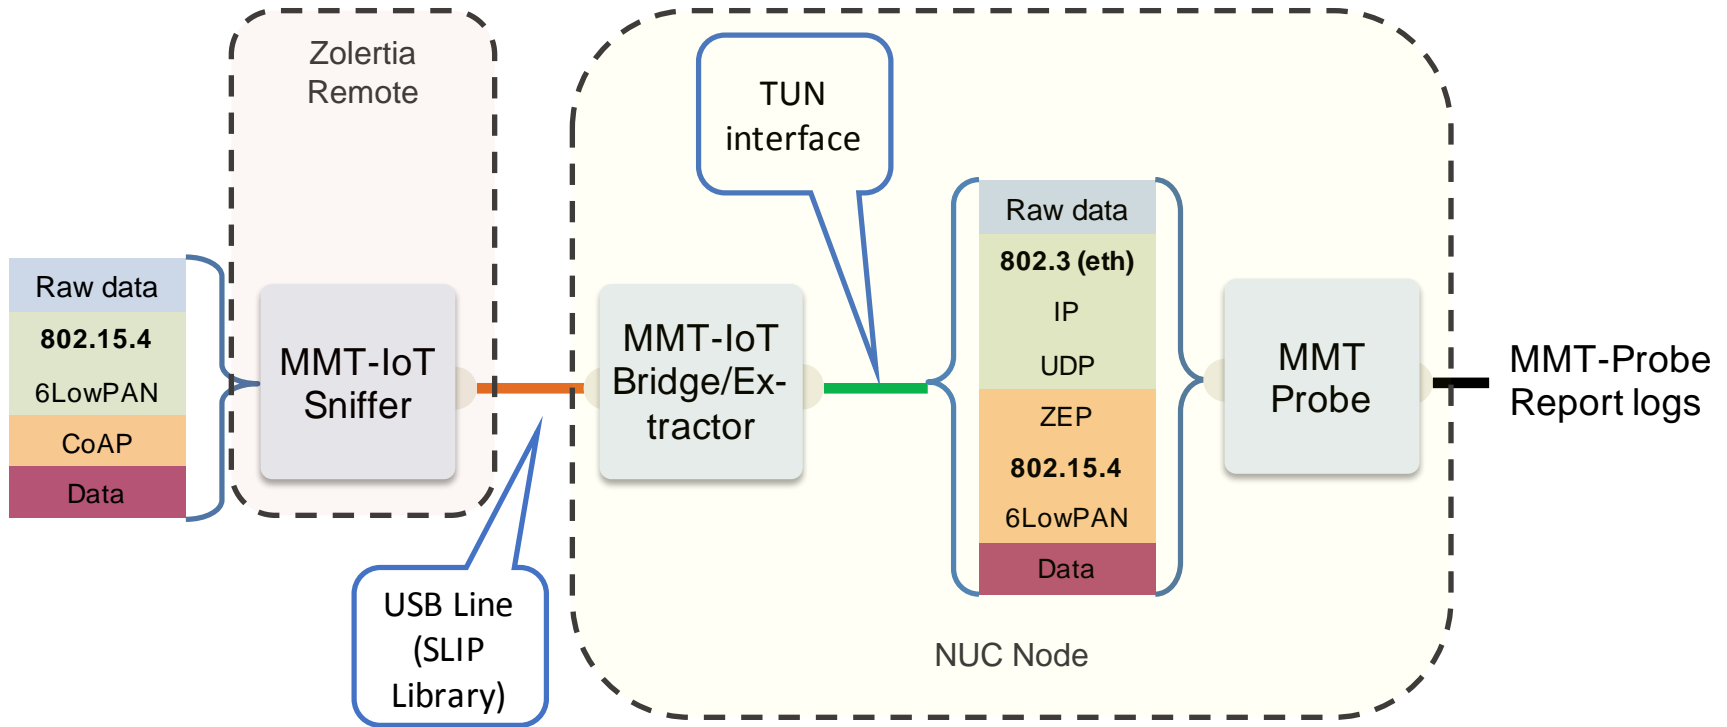 Zolertia
Remote
Raw data
802.15.4
6LowPAN
CoAP
Data
MMT-IoT
Sniffer
USB Line
(SLIP
Library)
MMT-IoT
Bridge/Ex-
tractor
TUN
interface
Raw data
802.3 (eth)
IP
UDP
ZEP
802.15.4
6LowPAN
Data
MMT
Probe
NUC Node
MMT-Probe
Report logs